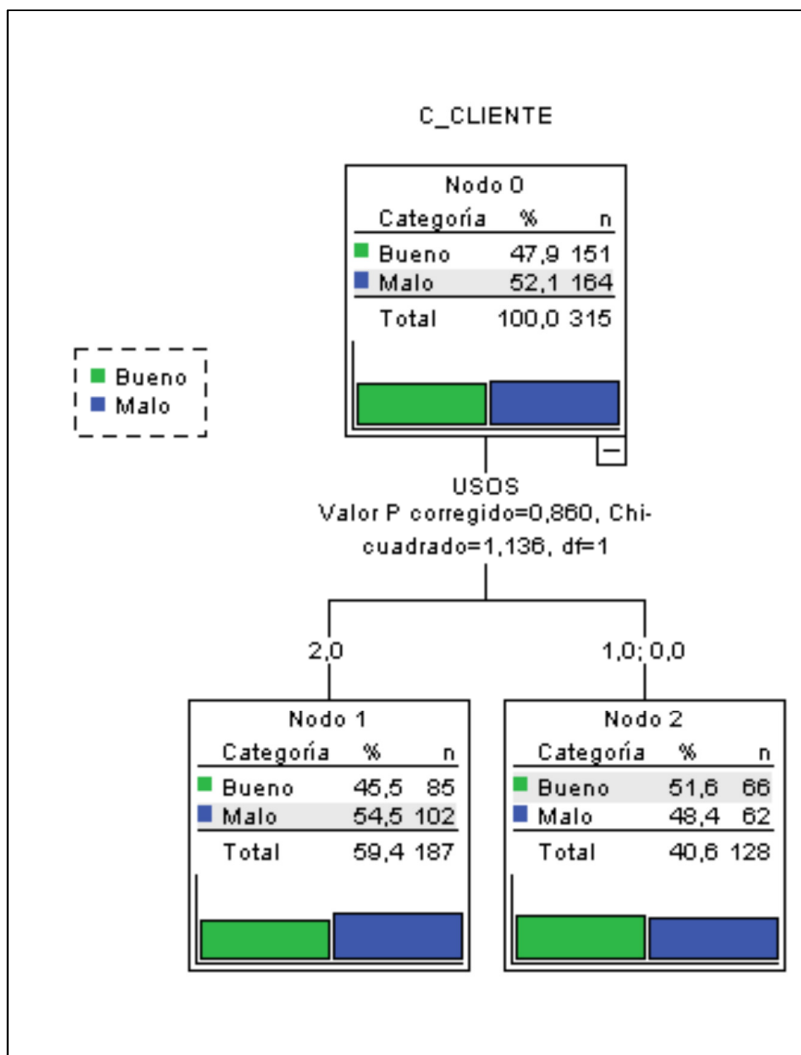 C_CLIENTE
Nodo 0
Categoría % n
Bueno 47,9 151
Malo 52,1 164
Total 100,0 315
Bueno
Malo
USOS
Valor P corregido=0,860, Chi-
cuadrado=1,136, df=1
2,0
1,0; 0,0
Nodo 1
Categoría % n
Bueno 45,5 85
Malo 54,5 102
Total 59,4 187
Nodo 2
Categoría % n
Bueno 51,6 66
Malo 48,4 62
Total 40,6 128